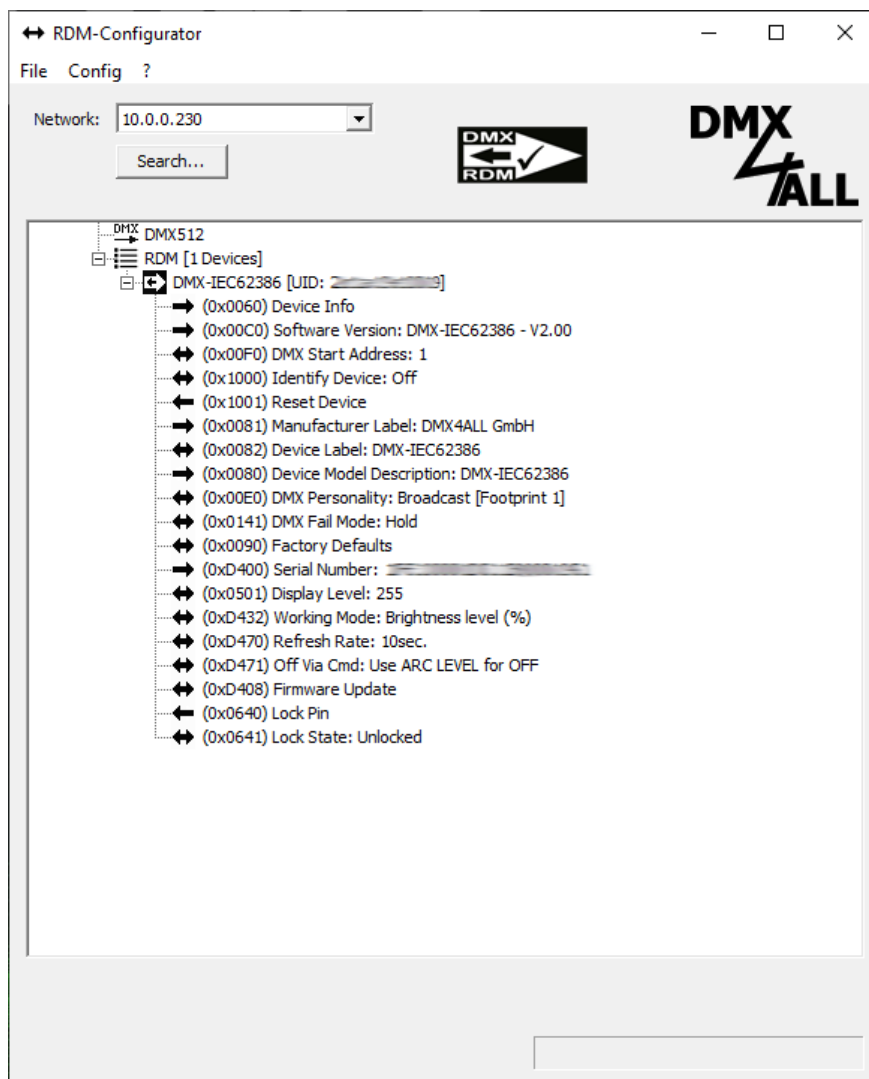 RDM-Configurator
File Config ?
Network: 10.0.0.230
Search...
DMX
RDM
DMX
4
ALL
DMX DMX512
RDM [1 Devices]
DMX-IEC62386 [UID: ]
(0x0060) Device Info
(0x00C0) Software Version: DMX-IEC62386 - V2.00
(0x00F0) DMX Start Address: 1
(0x1000) Identify Device: Off
(0x1001) Reset Device
(0x0081) Manufacturer Label: DMX4ALL GmbH
(0x0082) Device Label: DMX-IEC62386
(0x0080) Device Model Description: DMX-IEC62386
(0x00E0) DMX Personality: Broadcast [Footprint 1]
(0x0141) DMX Fail Mode: Hold
(0x0090) Factory Defaults
(0xD400) Serial Number:
(0x0501) Display Level: 255
(0xD432) Working Mode: Brightness level (%)
(0xD470) Refresh Rate: 10sec.
(0xD471) Off Via Cmd: Use ARC LEVEL for OFF
(0xD408) Firmware Update
(0x0640) Lock Pin
(0x0641) Lock State: Unlocked